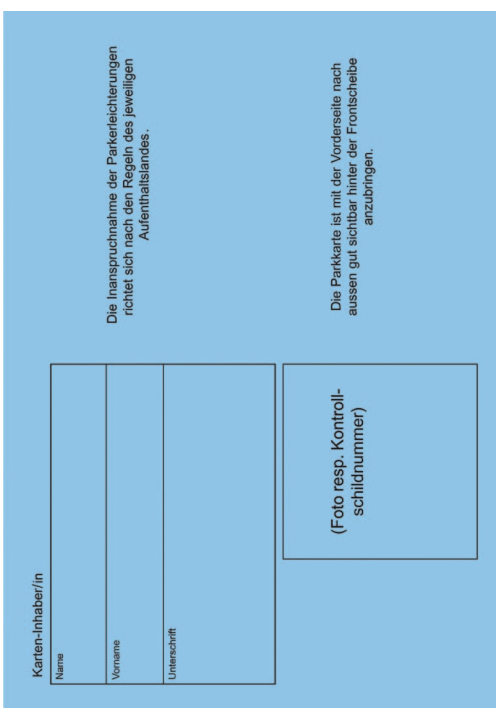 Karten-Inhaber/in
Name
Vorname
Unterschrift
(Foto resp. Kontroll-
schildnummer)
Die Inanspruchnahme der Parkerleichterungen
richtet sich nach den Regeln des jeweiligen
Aufenthaltslandes.
Die Parkkarte ist mit der Vorderseite nach
aussen gut sichtbar hinter der Frontscheibe
anzubringen.